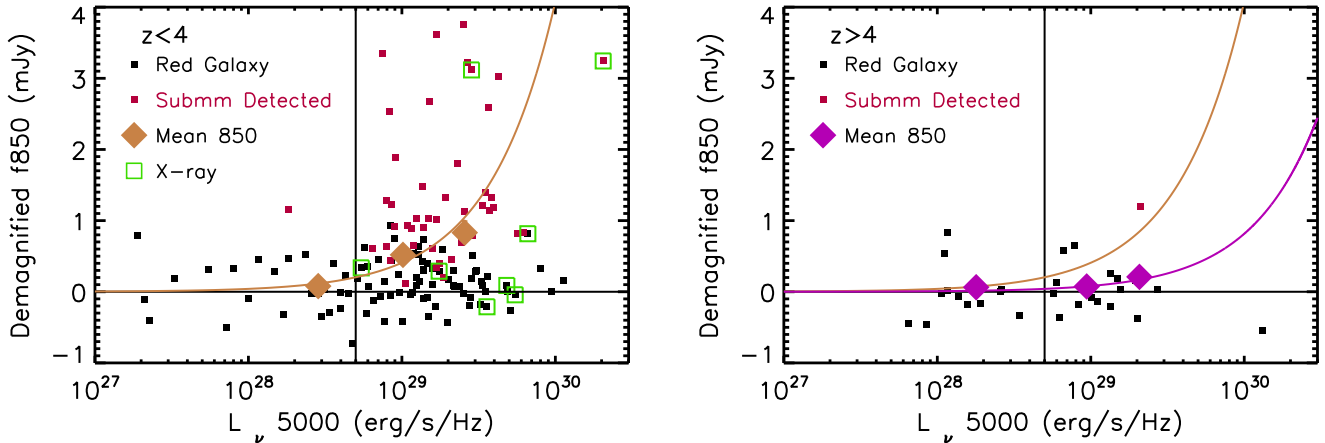 4
3
2
1
0
−1
Demagnified f850 (mJy)
z<4
Red Galaxy
Submm Detected
Mean 850
X−ray
10^27
10^28
10^29
10^30
L_ν 5000 (erg/s/Hz)
4
3
2
1
0
−1
Demagnified f850 (mJy)
z>4
Red Galaxy
Submm Detected
Mean 850
10^27
10^28
10^29
10^30
L_ν 5000 (erg/s/Hz)